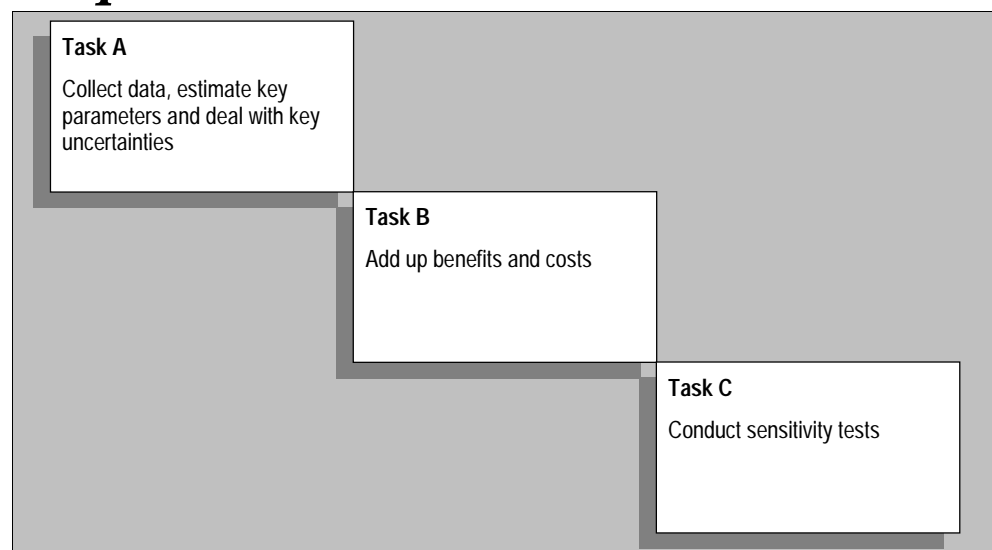 Task A
Collect data, estimate key
parameters and deal with key
uncertainties
Task B
Add up benefits and costs
Task C
Conduct sensitivity tests